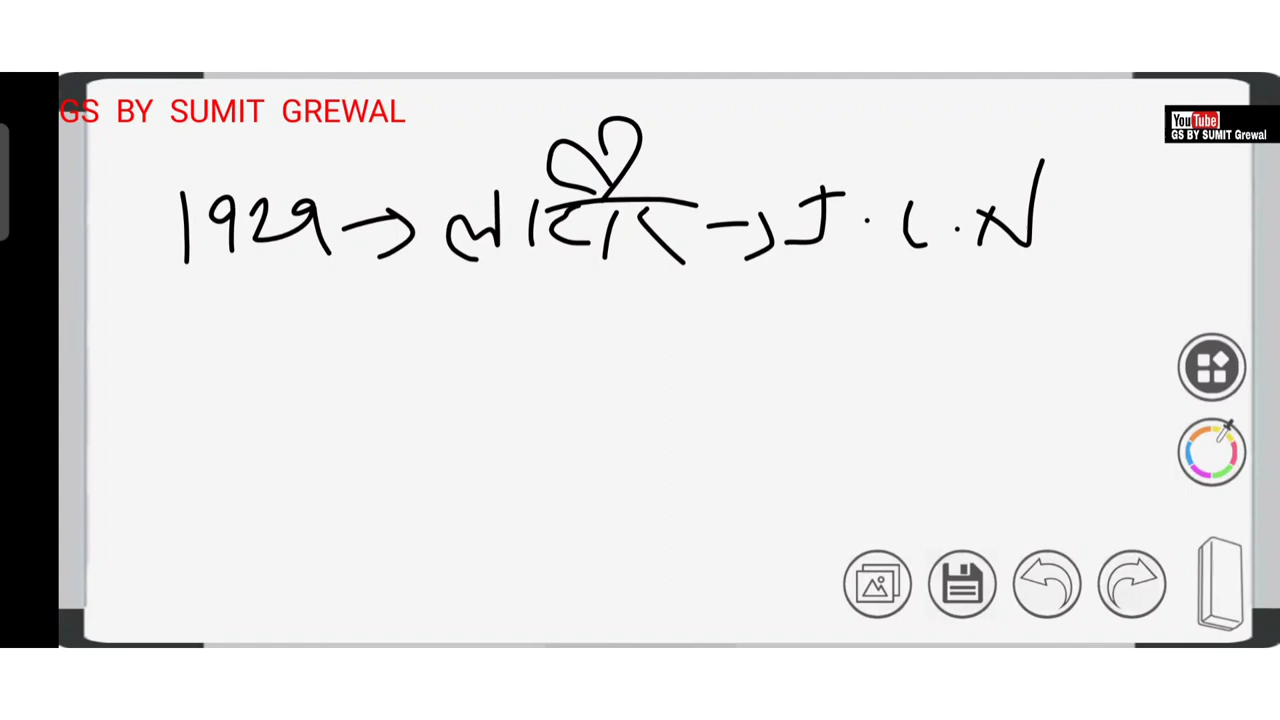 GS BY SUMIT GREWAL
YouTube
GS BY SUMIT Grewal
1929 → लाहौर → J. L. N